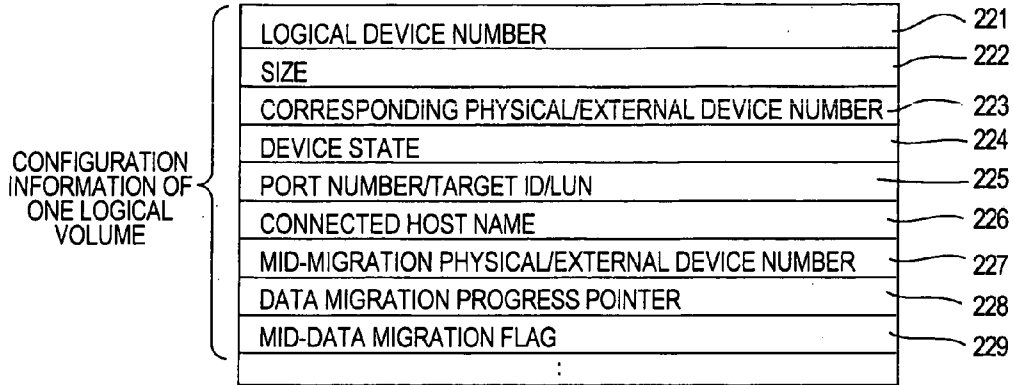 LOGICAL DEVICE NUMBER 221
SIZE 222
CORRESPONDING PHYSICAL/EXTERNAL DEVICE NUMBER 223
DEVICE STATE 224
CONFIGURATION
INFORMATION OF
ONE LOGICAL
VOLUME
PORT NUMBER/TARGET ID/LUN 225
CONNECTED HOST NAME 226
MID-MIGRATION PHYSICAL/EXTERNAL DEVICE NUMBER 227
DATA MIGRATION PROGRESS POINTER 228
MID-DATA MIGRATION FLAG 229
: